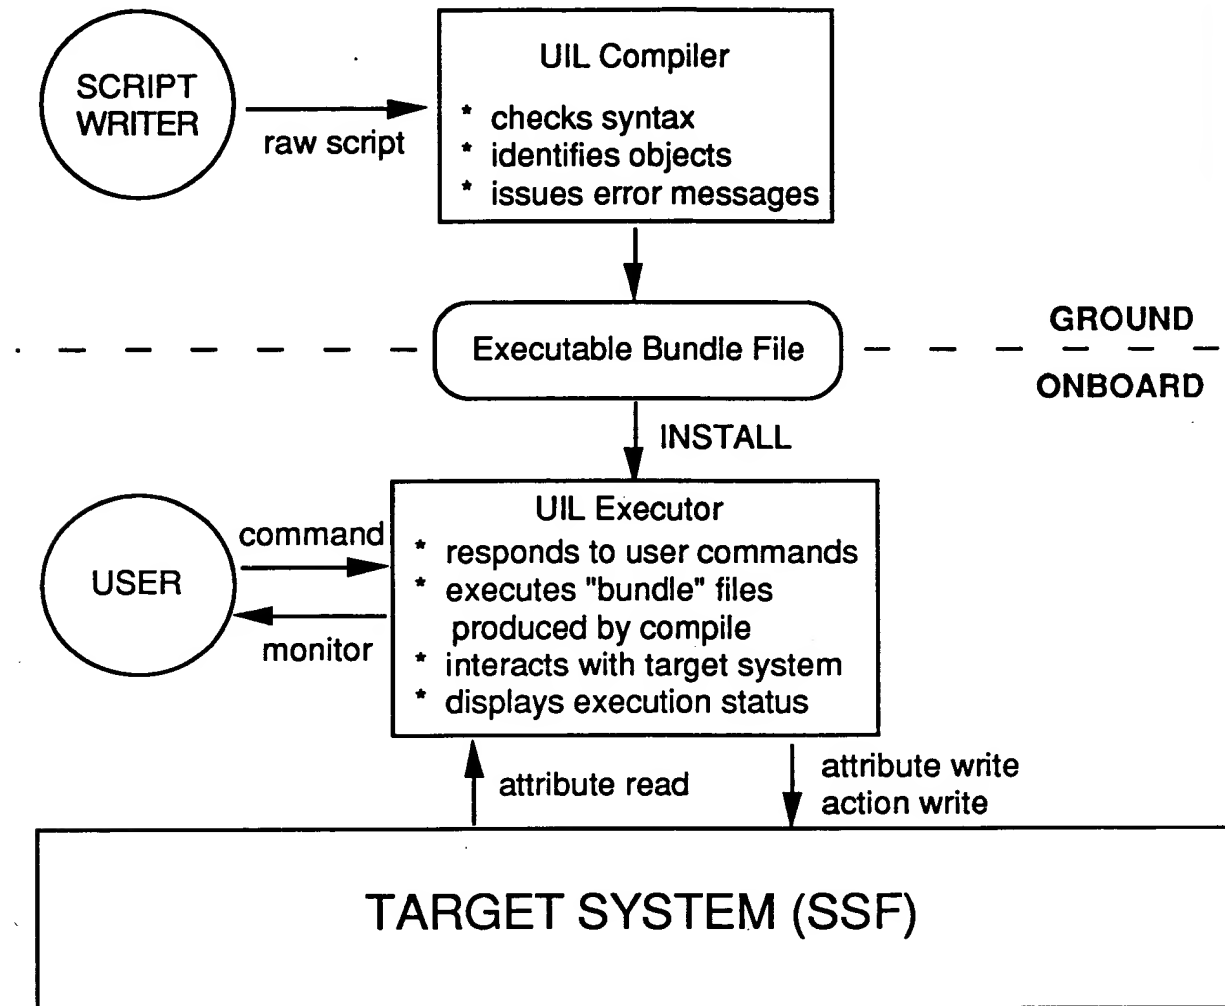 SCRIPT
WRITER
raw script
UIL Compiler
* checks syntax
* identifies objects
* issues error messages
Executable Bundle File
GROUND
ONBOARD
INSTALL
USER
command
monitor
UIL Executor
* responds to user commands
* executes "bundle" files
produced by compile
* interacts with target system
* displays execution status
attribute read
attribute write
action write
TARGET SYSTEM (SSF)